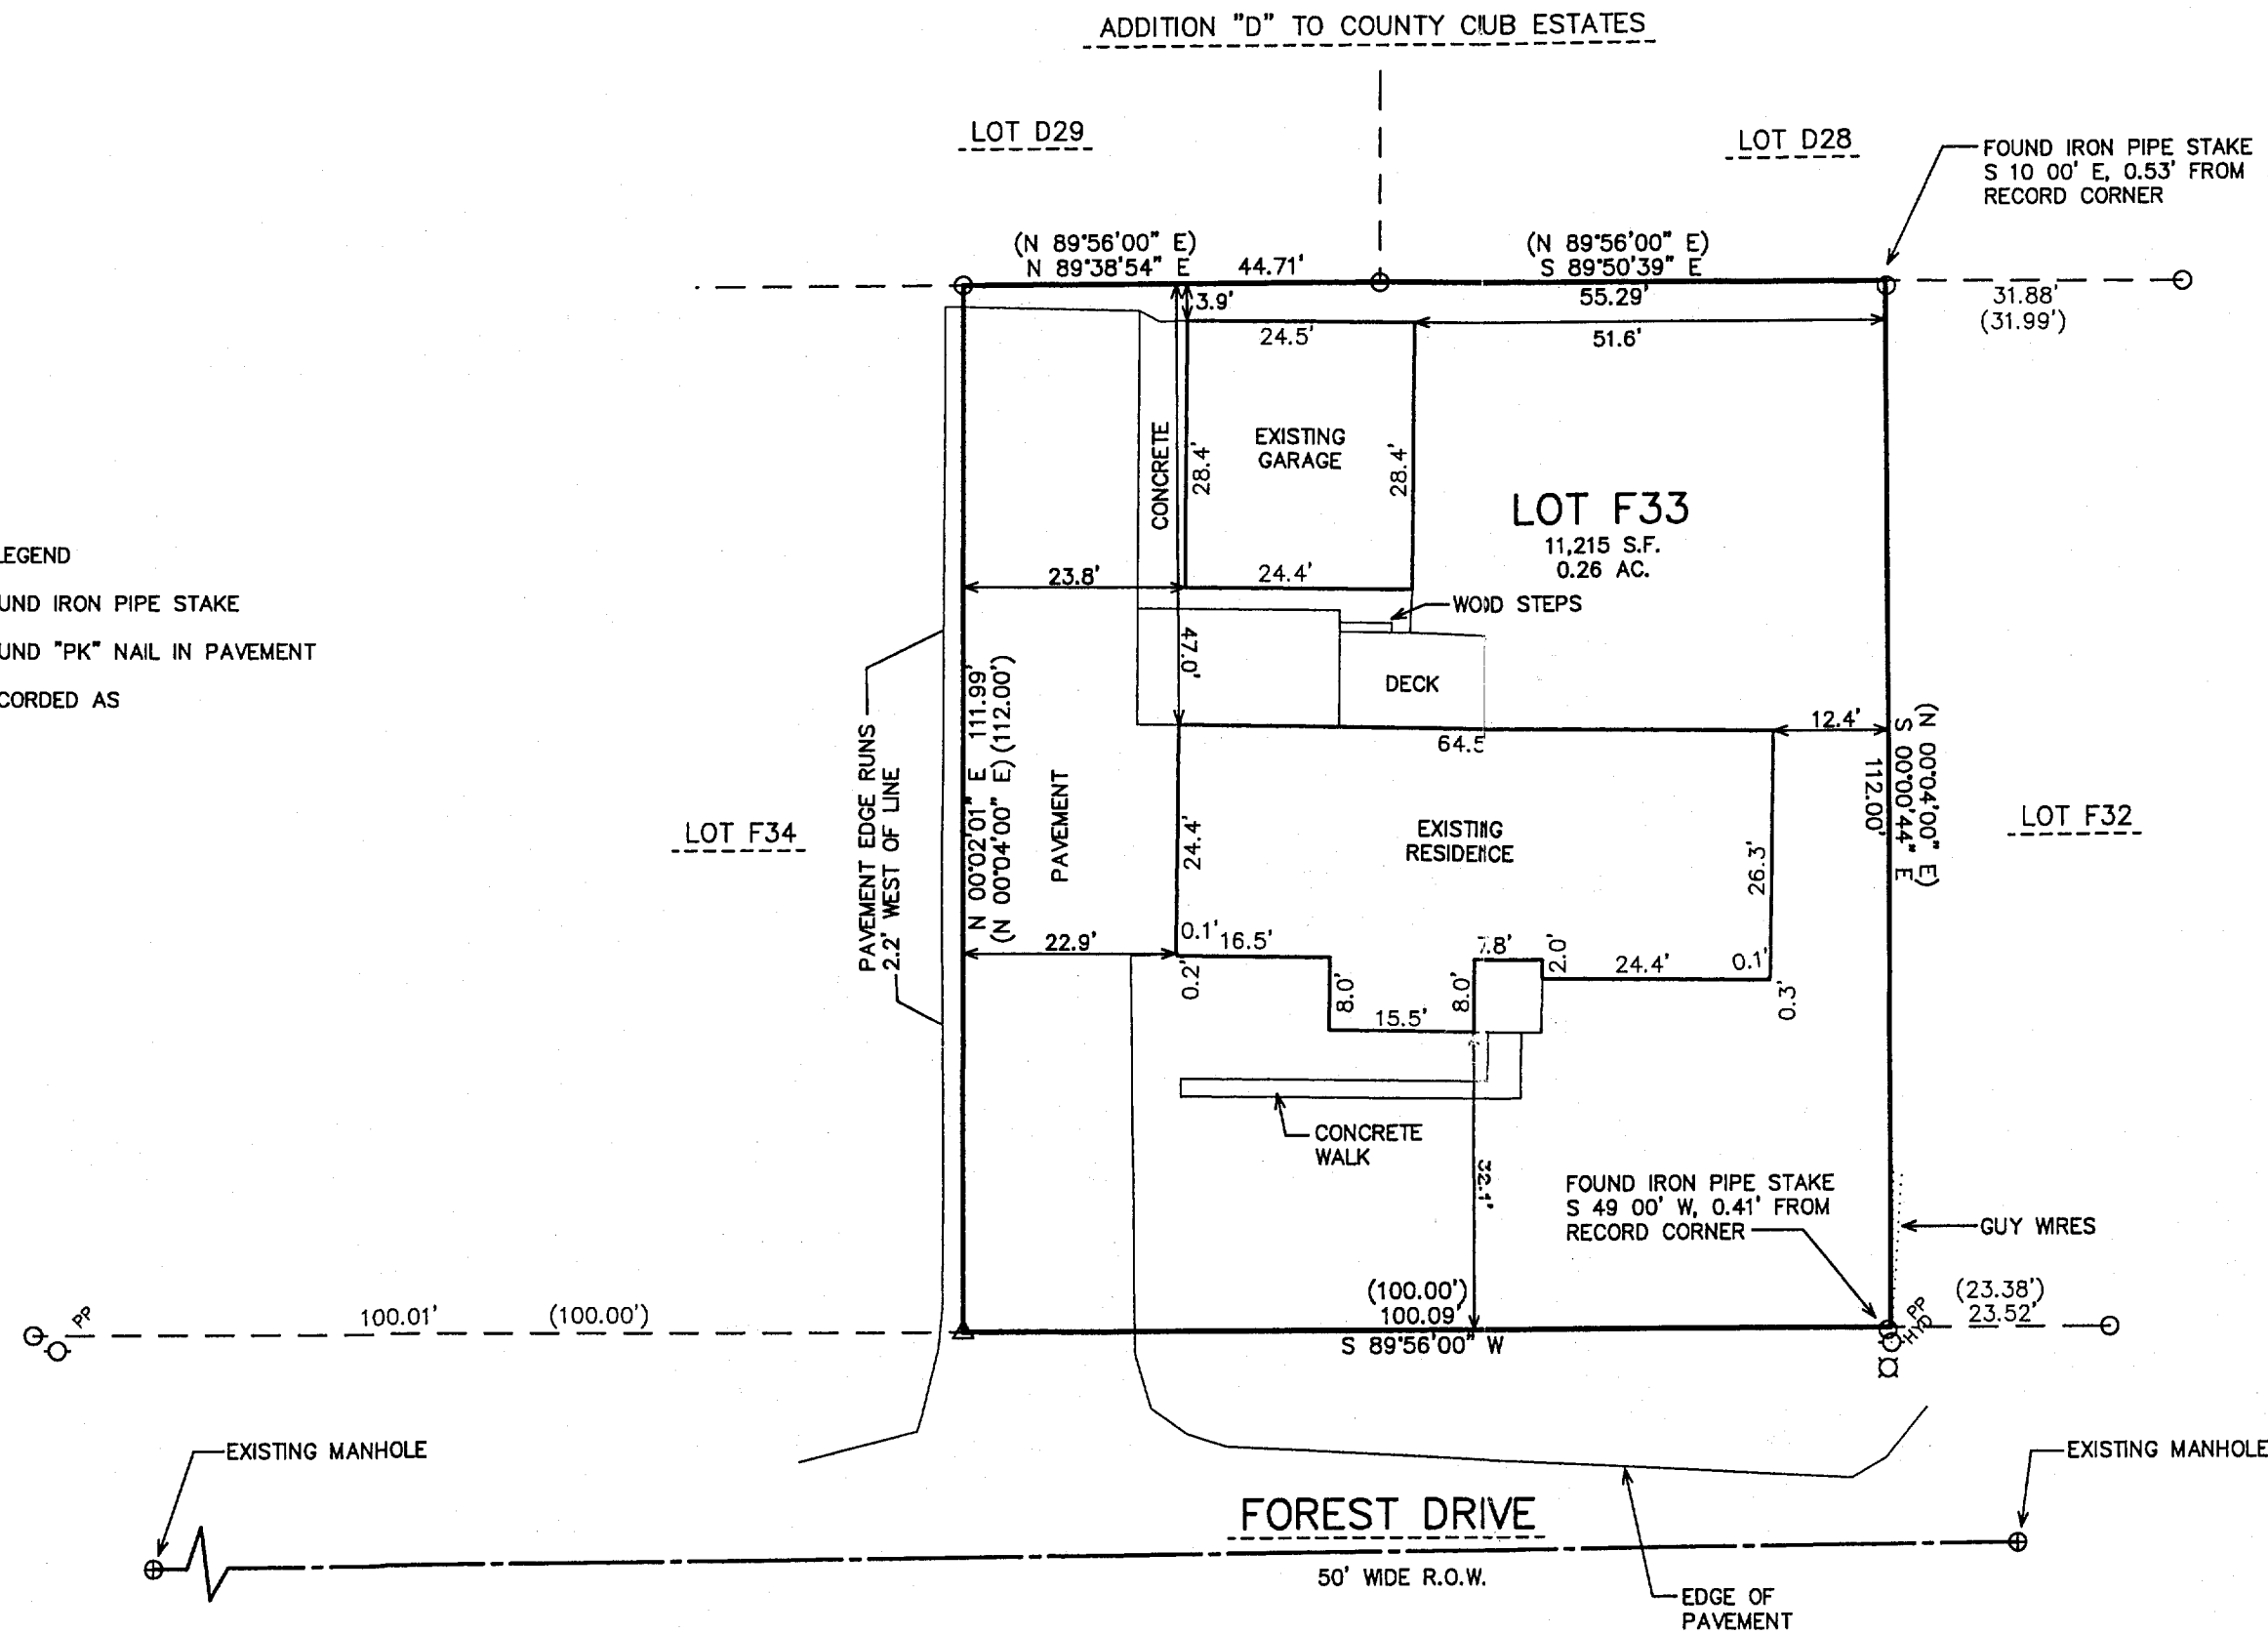 ADDITION "D" TO COUNTY CLUB ESTATES
LOT D29
LOT D28
FOUND IRON PIPE STAKE
S 10 00' E, 0.53' FROM
RECORD CORNER
(N 89°56'00" E)
N 89°38'54" E
44.71'
(N 89°56'00" E)
S 89°50'39" E
55.29'
31.88'
(31.99')
3.9'
24.5'
51.6'
CONCRETE
28.4'
EXISTING
GARAGE
28.4'
LOT F33
11,215 S.F.
0.26 AC.
LEGEND
UND IRON PIPE STAKE
UND "PK" NAIL IN PAVEMENT
CORDED AS
23.8'
24.4'
WOOD STEPS
47.0'
DECK
PAVEMENT EDGE RUNS
2.2' WEST OF LINE
N 00°02'01" E 111.99'
(N 00°04'00" E) (112.00')
PAVEMENT
64.5
12.4'
(N 00°04'00" E)
S 00°00'44" E
112.00'
LOT F34
LOT F32
24.4'
EXISTING
RESIDENCE
26.3'
22.9'
0.1'
16.5'
0.2'
8.0'
15.5'
8.0'
7.8'
2.0'
24.4'
0.1'
0.3'
CONCRETE
WALK
32.1'
FOUND IRON PIPE STAKE
S 49 00' W, 0.41' FROM
RECORD CORNER
GUY WIRES
PP
100.01'
(100.00')
(100.00')
100.09'
S 89°56'00" W
PP
HYD
(23.38')
23.52'
EXISTING MANHOLE
EXISTING MANHOLE
FOREST DRIVE
50' WIDE R.O.W.
EDGE OF
PAVEMENT